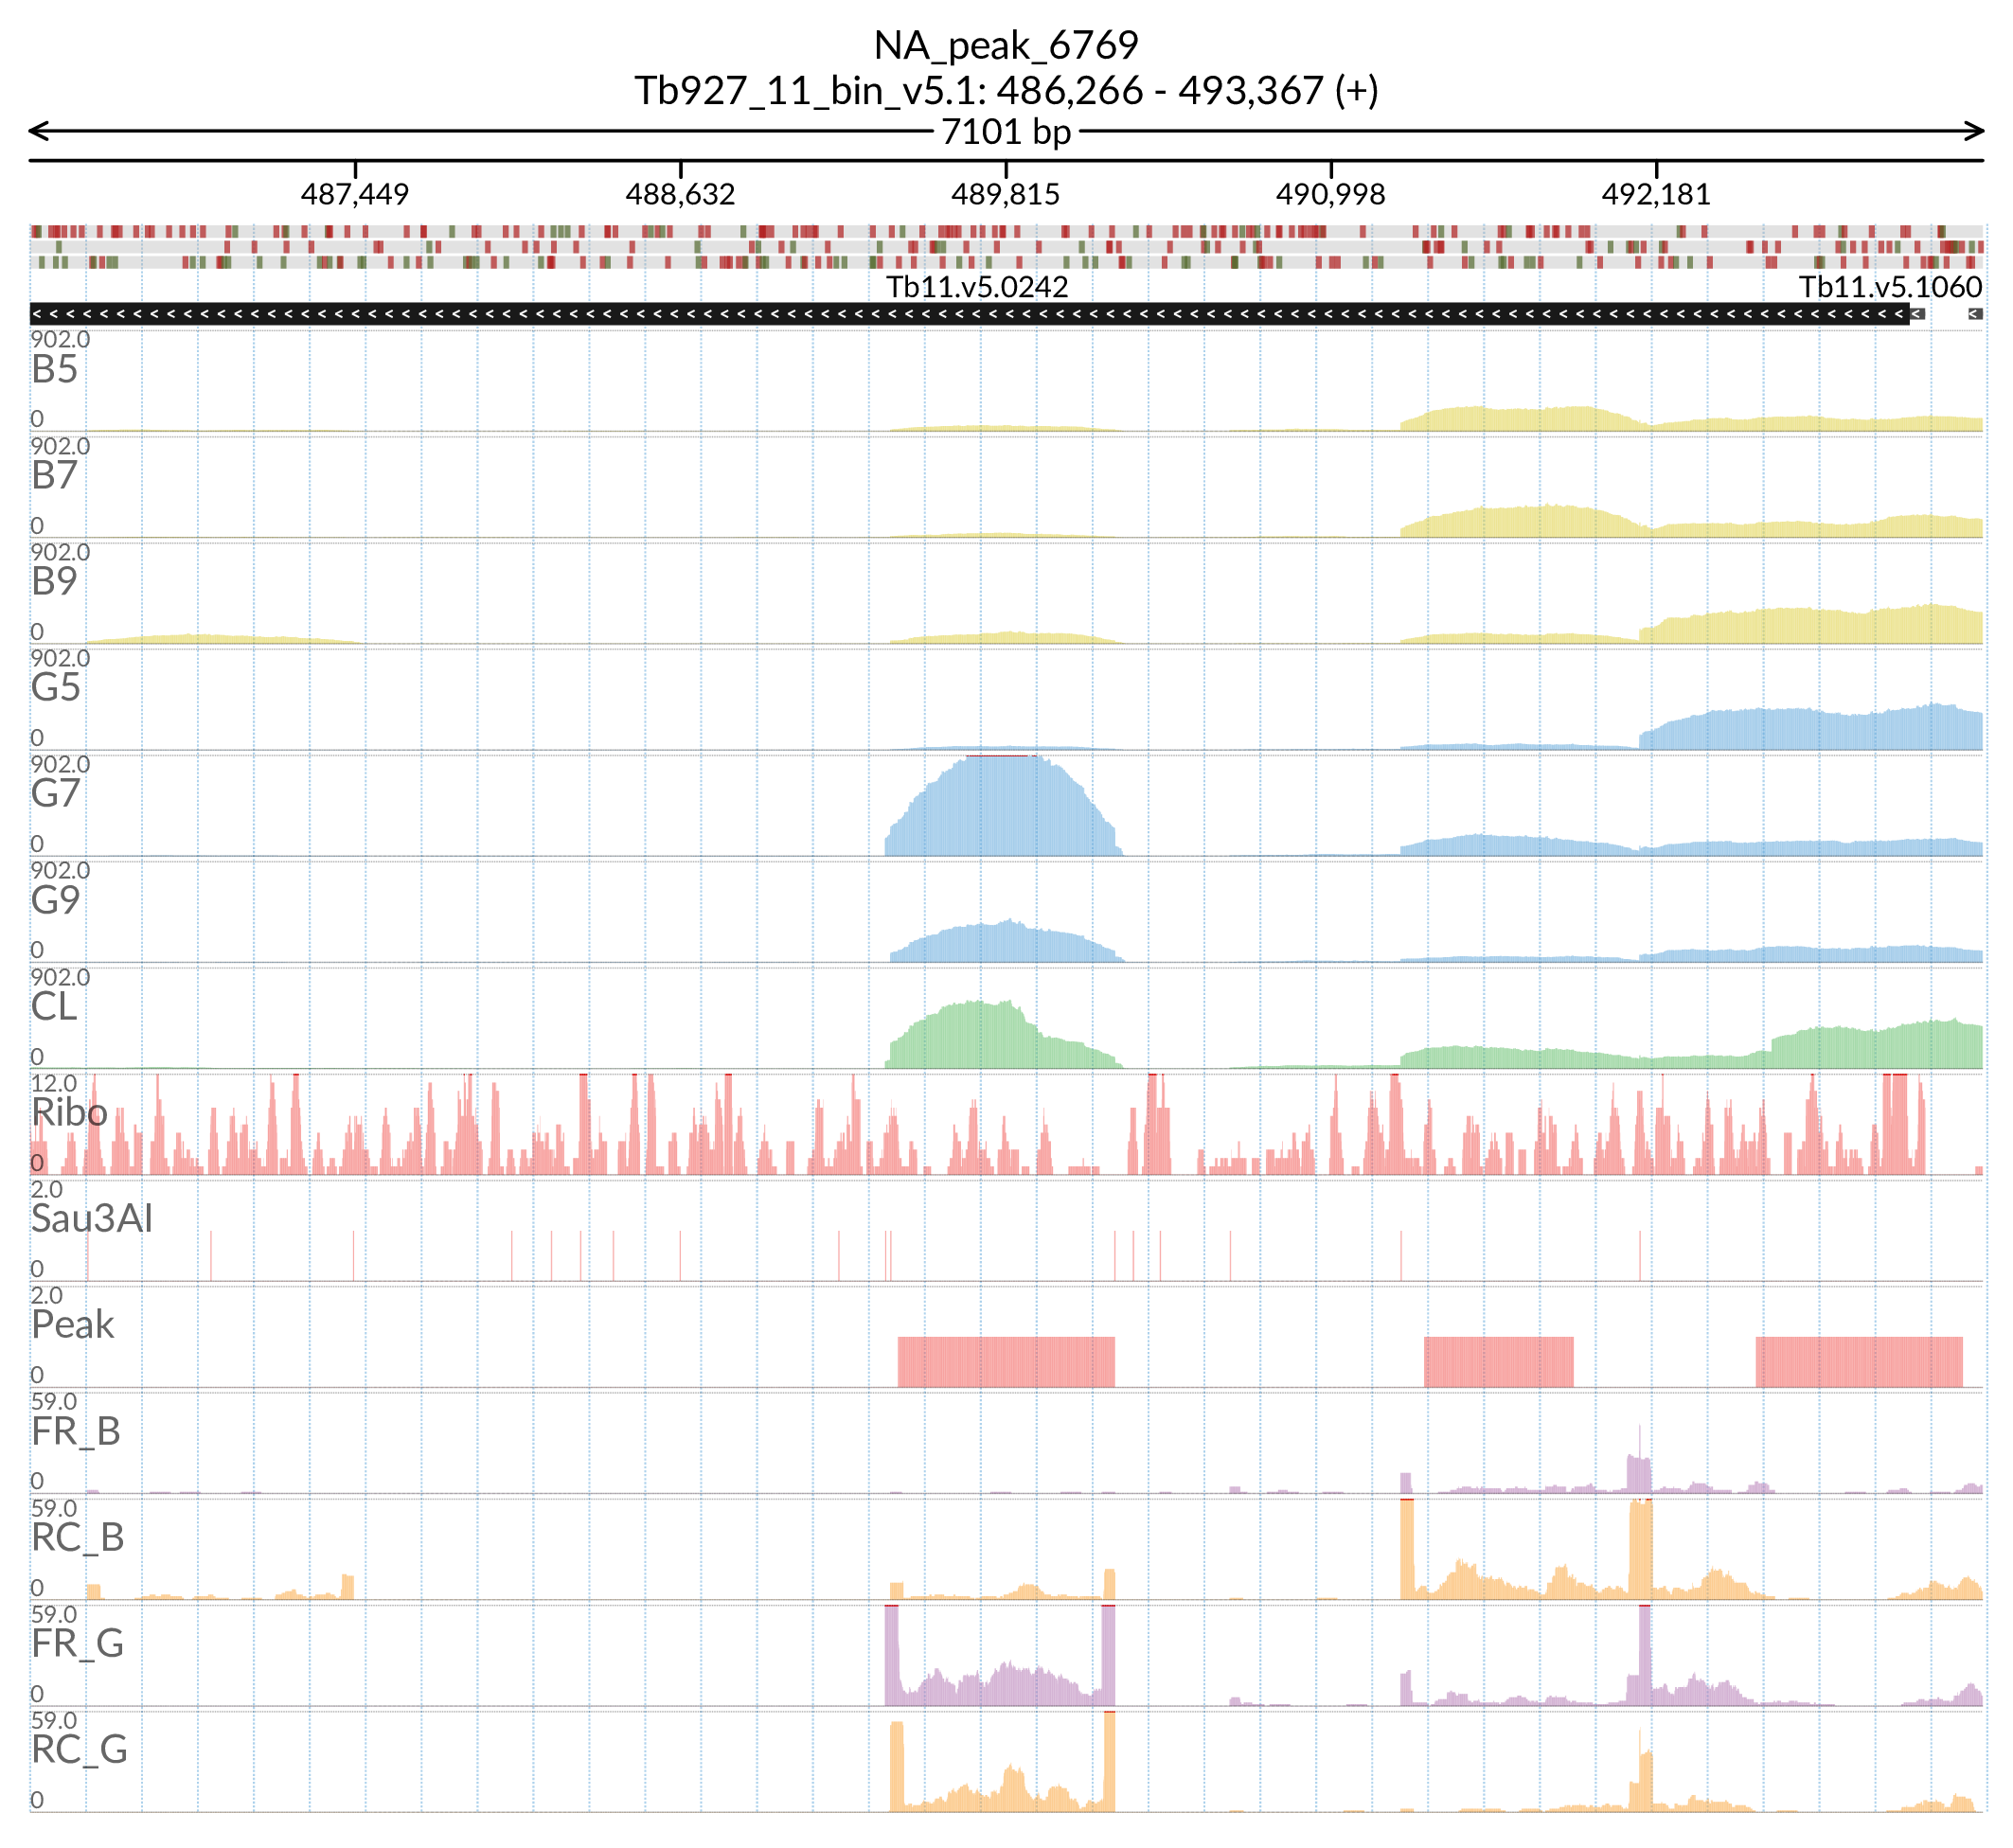 NA_peak_6769
Tb927_11_bin_v5.1: 486,266 - 493,367 (+)
7101 bp
487,449 488,632 489,815 490,998 492,181
Tb11.v5.0242 Tb11.v5.1060
902.0
B5
0
902.0
B7
0
902.0
B9
0
902.0
G5
0
902.0
G7
0
902.0
G9
0
902.0
CL
0
12.0
Ribo
0
2.0
Sau3AI
0
2.0
Peak
0
59.0
FR_B
0
59.0
RC_B
0
59.0
FR_G
0
59.0
RC_G
0